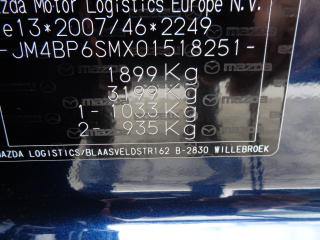 Mazda Motor Logistics Europe N.V.
e13*2007/46*2249
-JM4BP6SMX01518251-
1899 Kg
3199 Kg
1- 1033 Kg
2- 935 Kg
MAZDA LOGISTICS/BLAASVELDSTR162 B-2830 WILLEBROEK